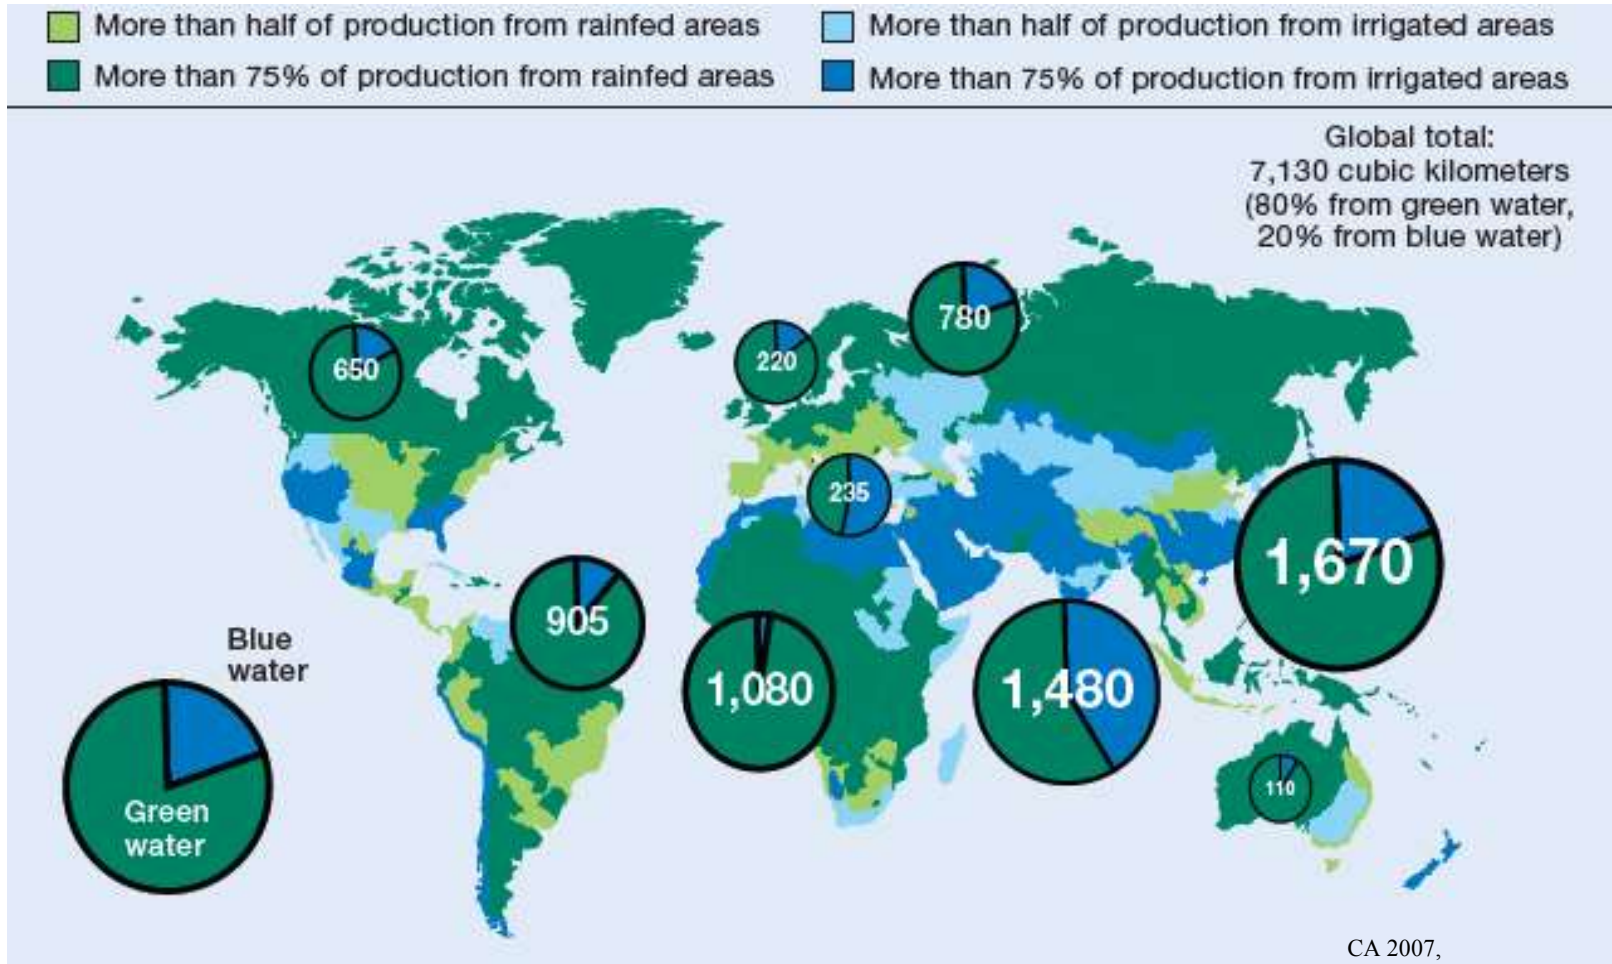 More than half of production from rainfed areas
More than half of production from irrigated areas
More than 75% of production from rainfed areas
More than 75% of production from irrigated areas
Global total:
7,130 cubic kilometers
(80% from green water,
20% from blue water)
780
220
650
235
1,670
905
1,080
1,480
110
Blue
water
Green
water
CA 2007,